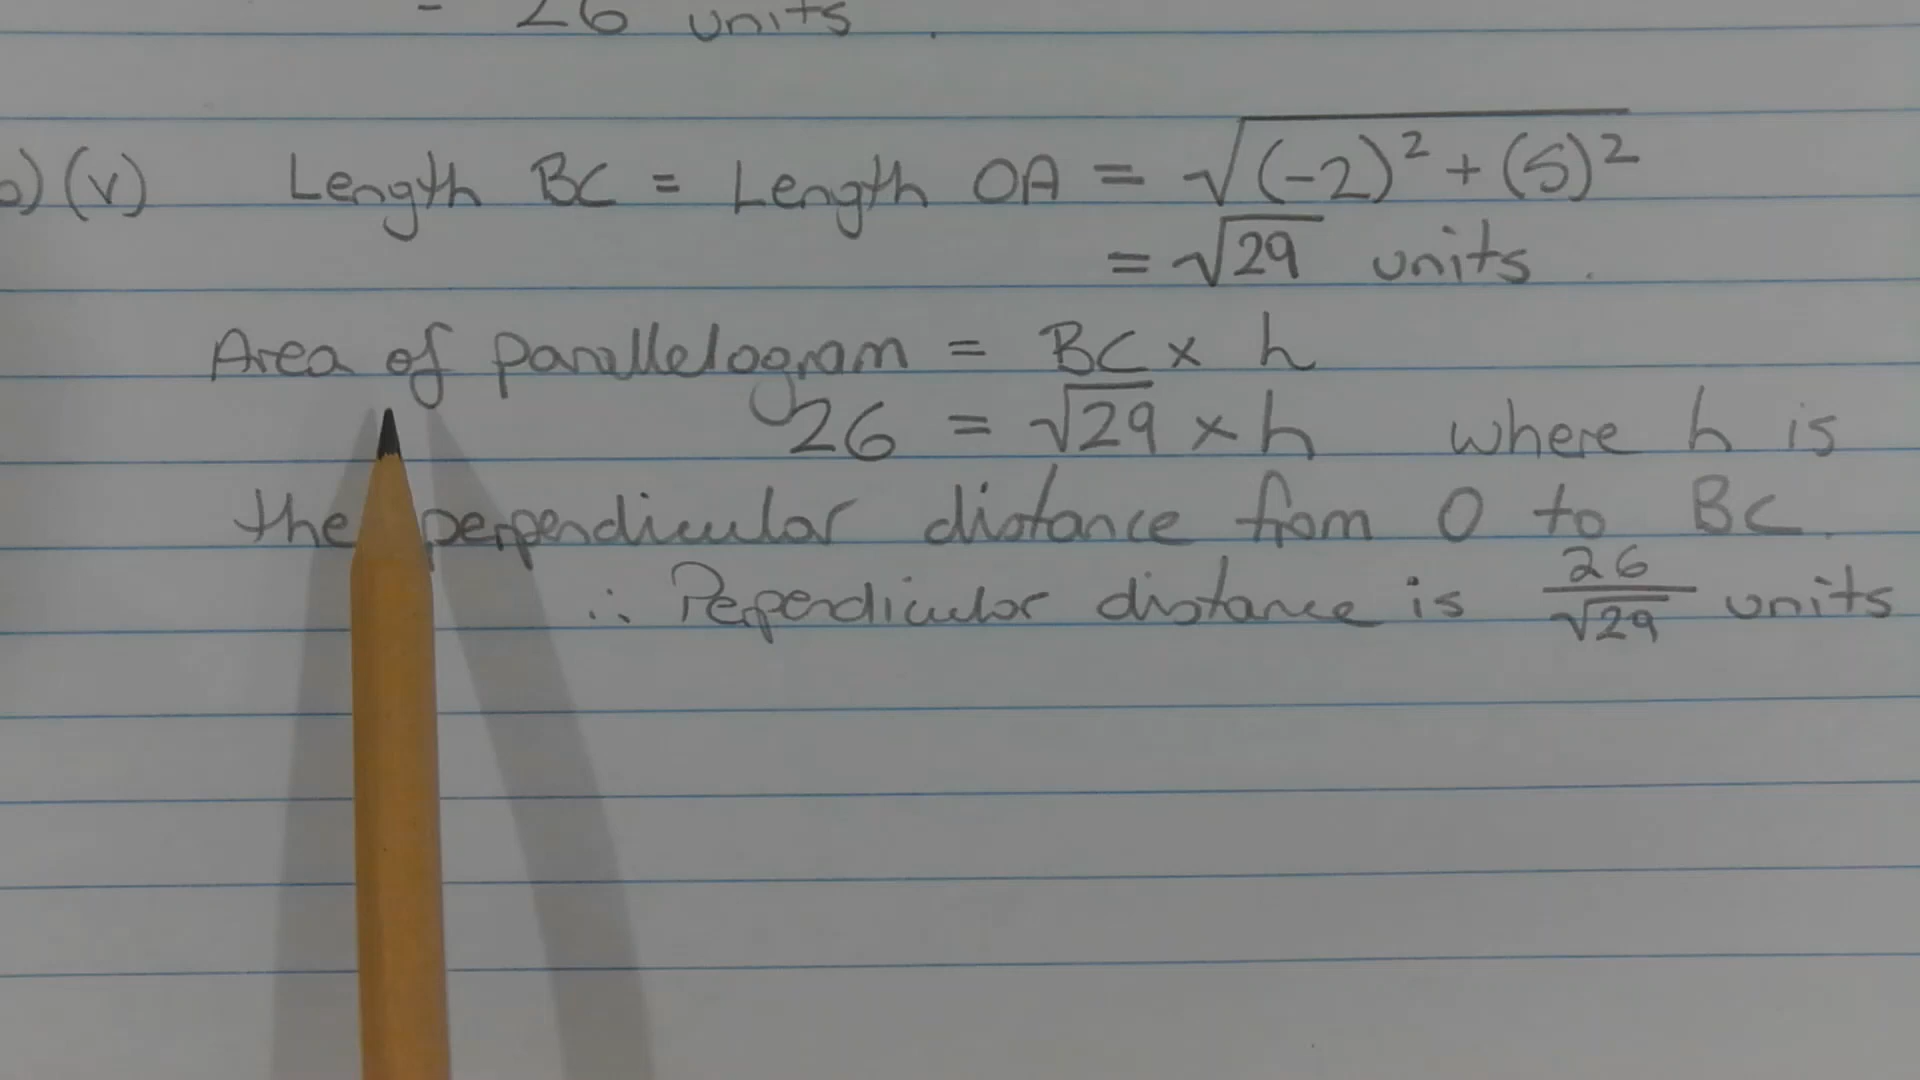 = 26 units.
b)(v) Length BC = Length OA = √(-2)² + (5)²
= √29 units.
Area of parallelogram = BC × h
26 = √29 × h where h is
the perpendicular distance from O to BC.
∴ Perpendicular distance is 26/√29 units